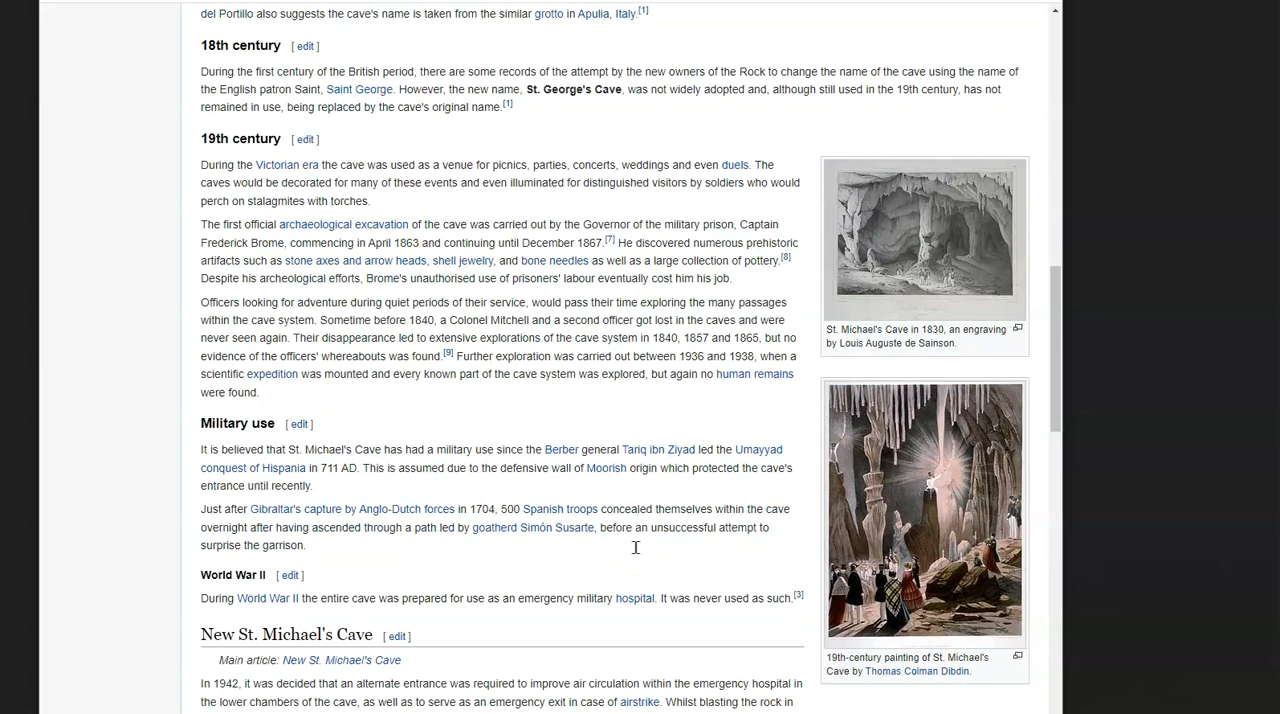 del Portillo also suggests the cave's name is taken from the similar grotto in Apulia, Italy.[1]
18th century [ edit ]
During the first century of the British period, there are some records of the attempt by the new owners of the Rock to change the name of the cave using the name of
the English patron Saint, Saint George. However, the new name, St. George's Cave, was not widely adopted and, although still used in the 19th century, has not
remained in use, being replaced by the cave's original name.[1]
19th century [ edit ]
During the Victorian era the cave was used as a venue for picnics, parties, concerts, weddings and even duels. The
caves would be decorated for many of these events and even illuminated for distinguished visitors by soldiers who would
perch on stalagmites with torches.
The first official archaeological excavation of the cave was carried out by the Governor of the military prison, Captain
Frederick Brome, commencing in April 1863 and continuing until December 1867.[7] He discovered numerous prehistoric
artifacts such as stone axes and arrow heads, shell jewelry, and bone needles as well as a large collection of pottery.[8]
Despite his archeological efforts, Brome's unauthorised use of prisoners' labour eventually cost him his job.
Officers looking for adventure during quiet periods of their service, would pass their time exploring the many passages
within the cave system. Sometime before 1840, a Colonel Mitchell and a second officer got lost in the caves and were
never seen again. Their disappearance led to extensive explorations of the cave system in 1840, 1857 and 1865, but no
evidence of the officers' whereabouts was found.[9] Further exploration was carried out between 1936 and 1938, when a
scientific expedition was mounted and every known part of the cave system was explored, but again no human remains
were found.
St. Michael's Cave in 1830, an engraving
by Louis Auguste de Sainson.
Military use [ edit ]
It is believed that St. Michael's Cave has had a military use since the Berber general Tariq ibn Ziyad led the Umayyad
conquest of Hispania in 711 AD. This is assumed due to the defensive wall of Moorish origin which protected the cave's
entrance until recently.
Just after Gibraltar's capture by Anglo-Dutch forces in 1704, 500 Spanish troops concealed themselves within the cave
overnight after having ascended through a path led by goatherd Simón Susarte, before an unsuccessful attempt to
surprise the garrison.
World War II [ edit ]
During World War II the entire cave was prepared for use as an emergency military hospital. It was never used as such.[3]
19th-century painting of St. Michael's
Cave by Thomas Colman Dibdin.
New St. Michael's Cave [ edit ]
Main article: New St. Michael's Cave
In 1942, it was decided that an alternate entrance was required to improve air circulation within the emergency hospital in
the lower chambers of the cave, as well as to serve as an emergency exit in case of airstrike. Whilst blasting the rock in